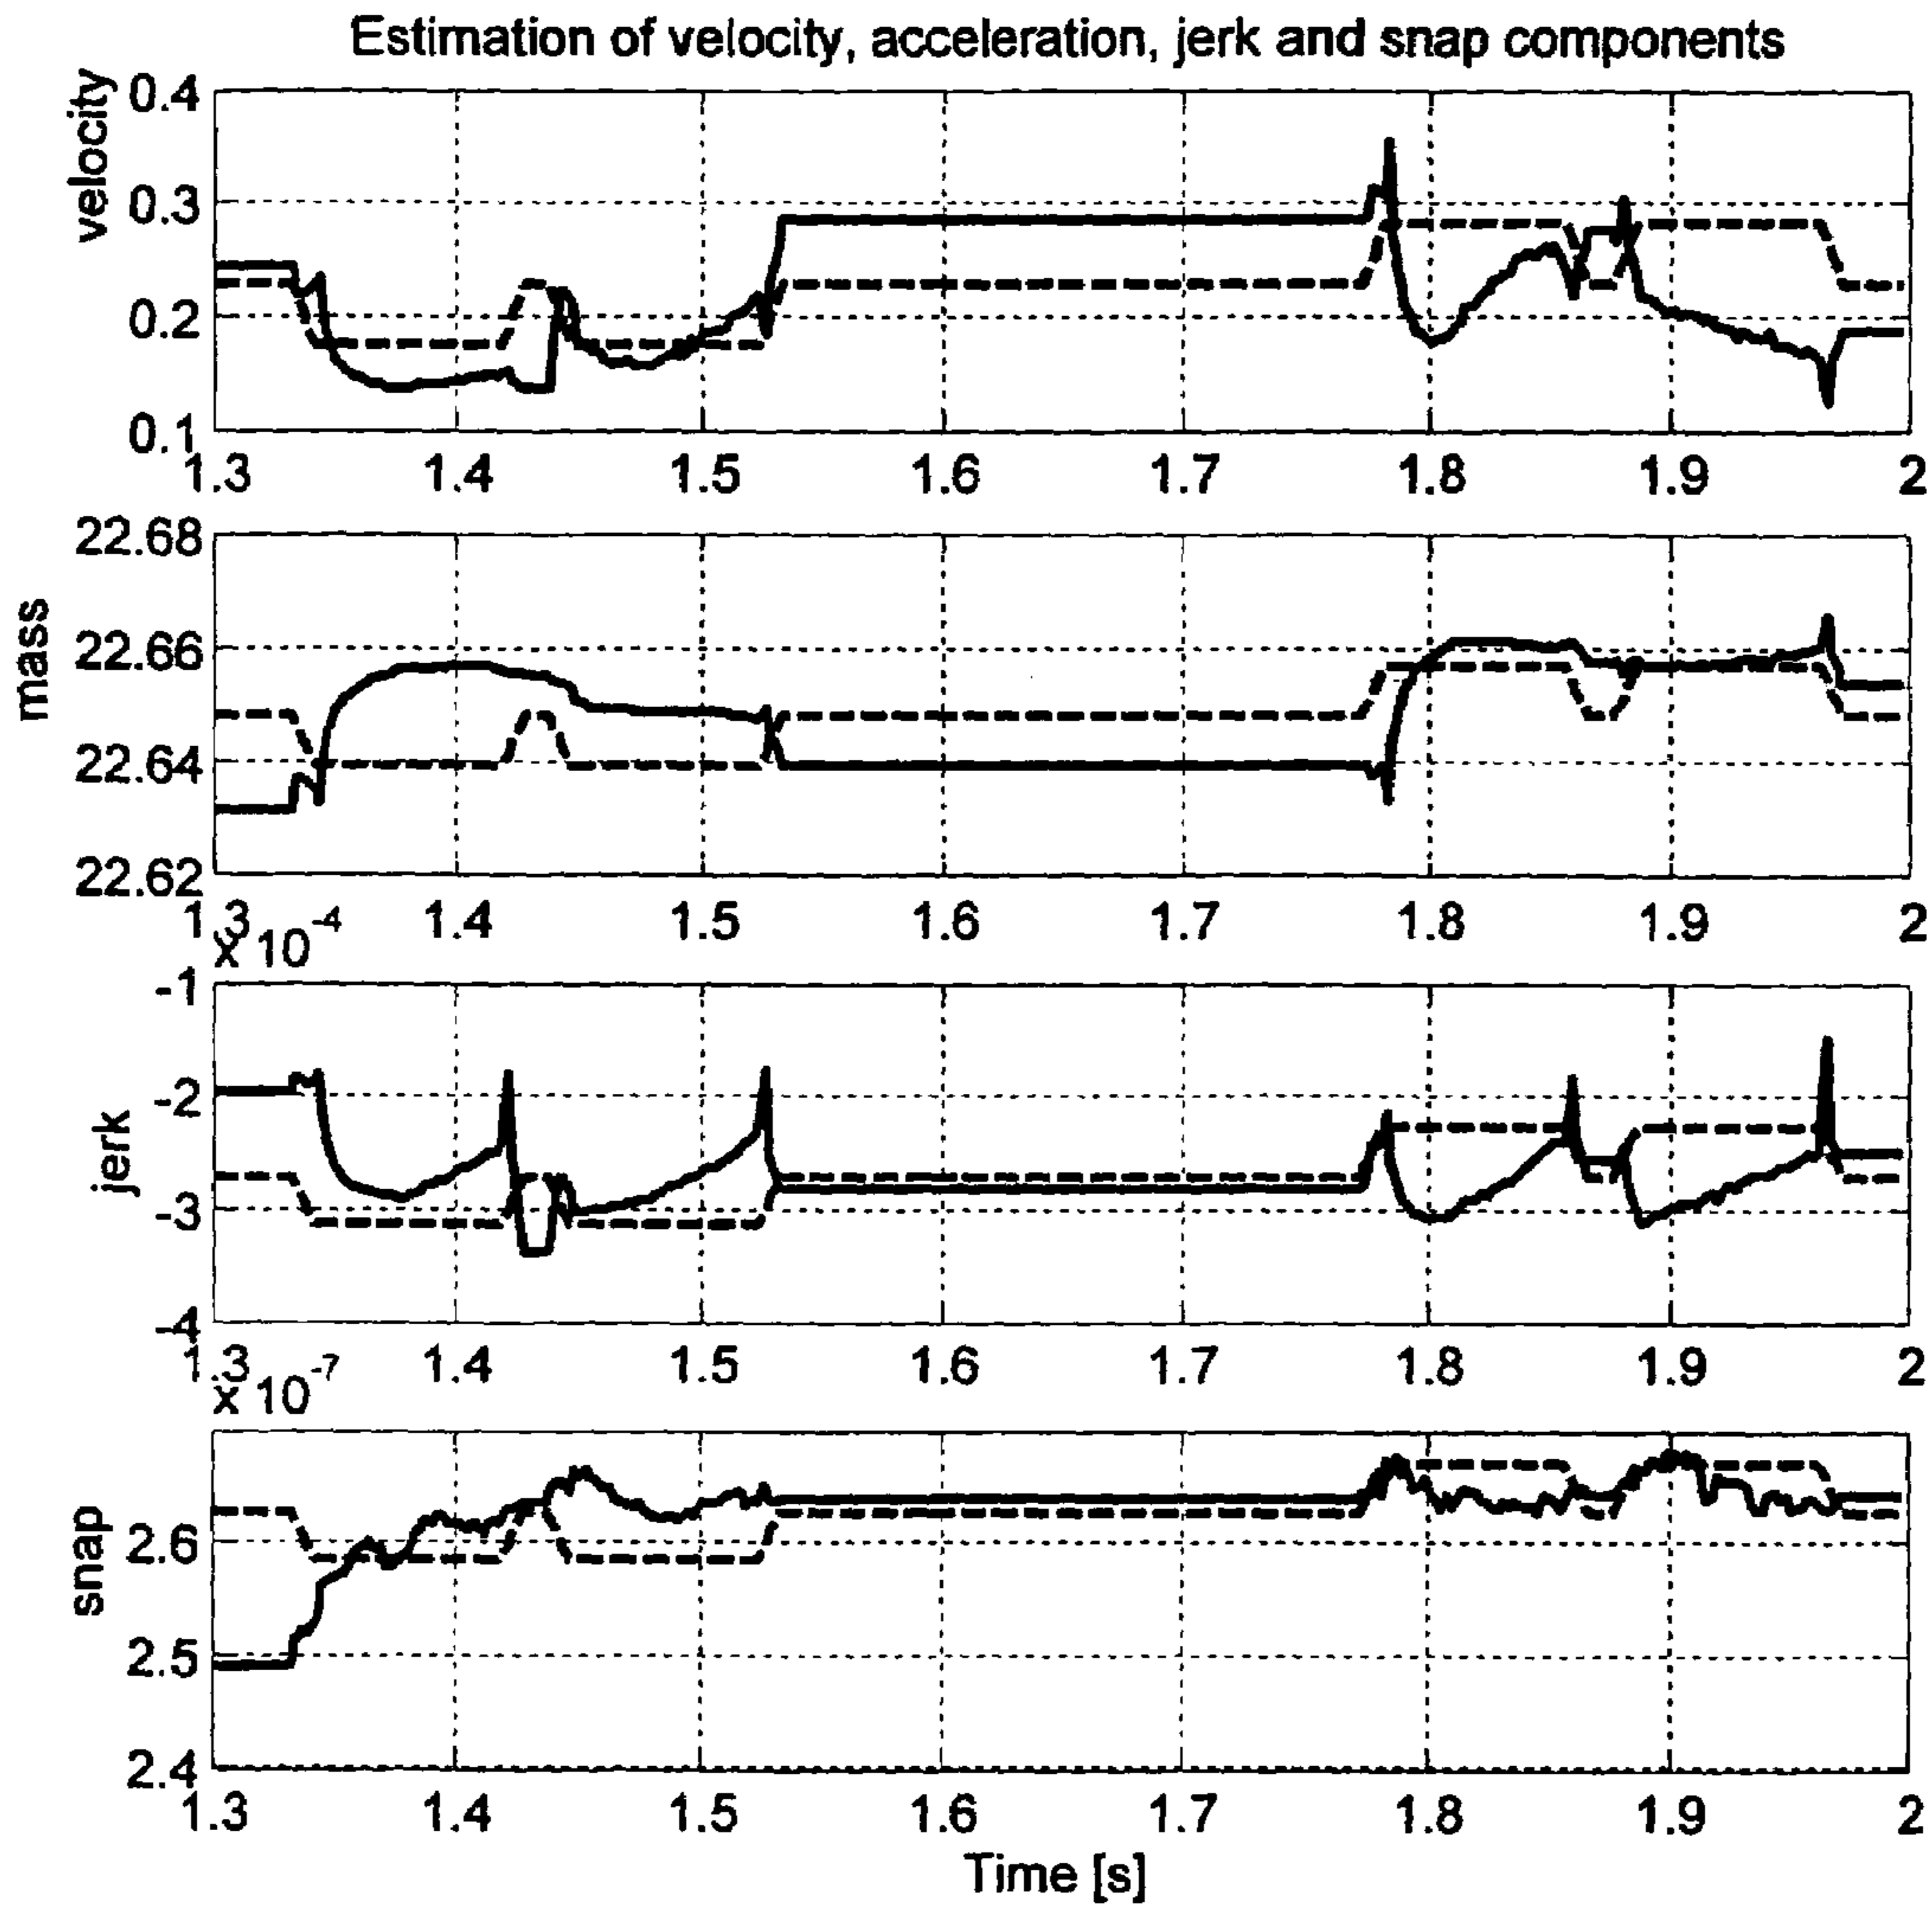 Estimation of velocity, acceleration, jerk and snap components
velocity
0.4
0.3
0.2
0.1
1.3 1.4 1.5 1.6 1.7 1.8 1.9 2
mass
22.68
22.66
22.64
22.62
1.3 1.4 1.5 1.6 1.7 1.8 1.9 2
x 10^-4
jerk
-1
-2
-3
-4
1.3 1.4 1.5 1.6 1.7 1.8 1.9 2
x 10^-7
snap
2.6
2.5
2.4
1.3 1.4 1.5 1.6 1.7 1.8 1.9 2
Time [s]